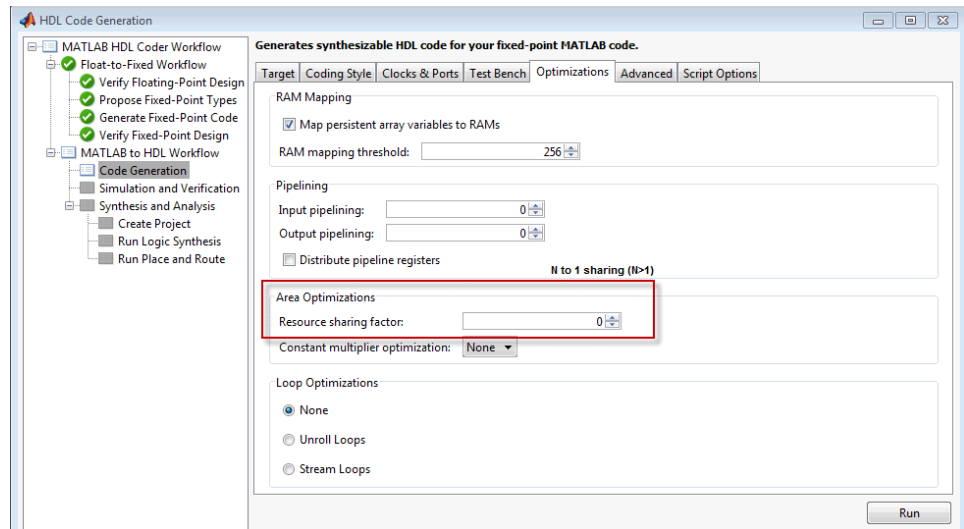 HDL Code Generation
MATLAB HDL Coder Workflow
Float-to-Fixed Workflow
Verify Floating-Point Design
Propose Fixed-Point Types
Generate Fixed-Point Code
Verify Fixed-Point Design
MATLAB to HDL Workflow
Code Generation
Simulation and Verification
Synthesis and Analysis
Create Project
Run Logic Synthesis
Run Place and Route
Generates synthesizable HDL code for your fixed-point MATLAB code.
Target Coding Style Clocks & Ports Test Bench Optimizations Advanced Script Options
RAM Mapping
Map persistent array variables to RAMs
RAM mapping threshold: 256
Pipelining
Input pipelining: 0
Output pipelining: 0
Distribute pipeline registers
N to 1 sharing (N>1)
Area Optimizations
Resource sharing factor: 0
Constant multiplier optimization: None
Loop Optimizations
None
Unroll Loops
Stream Loops
Run